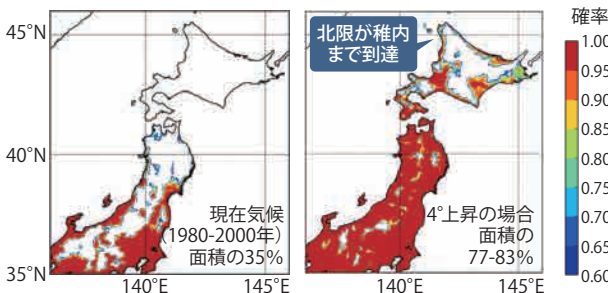 45°N
40°N
35°N
140°E
145°E
現在気候
(1980-2000年)
面積の35%
北限が稚内
まで到達
4°上昇の場合
面積の
77-83%
140°E
145°E
確率
1.00
0.95
0.90
0.85
0.80
0.75
0.70
0.65
0.60